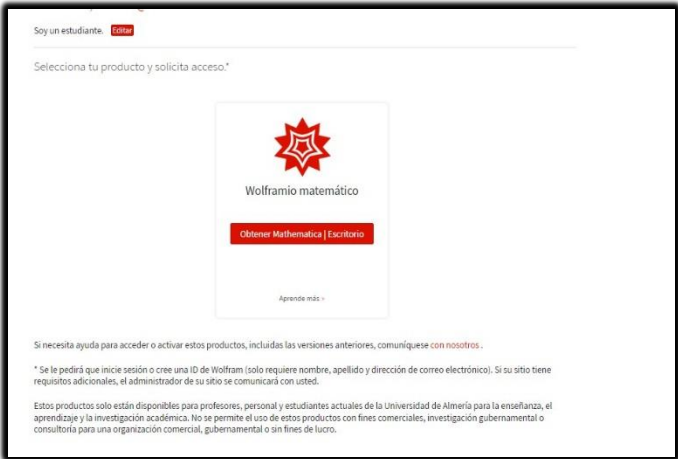 Soy un estudiante. Editar
Selecciona tu producto y solicita acceso.*
Wolframio matemático
Obtener Mathematica | Escritorio
Aprende más »
Si necesita ayuda para acceder o activar estos productos, incluidas las versiones anteriores, comuníquese con nosotros .
* Se le pedirá que inicie sesión o cree una ID de Wolfram (solo requiere nombre, apellido y dirección de correo electrónico). Si su sitio tiene
requisitos adicionales, el administrador de su sitio se comunicará con usted.
Estos productos solo están disponibles para profesores, personal y estudiantes actuales de la Universidad de Almería para la enseñanza, el
aprendizaje y la investigación académica. No se permite el uso de estos productos con fines comerciales, investigación gubernamental o
consultoría para una organización comercial, gubernamental o sin fines de lucro.